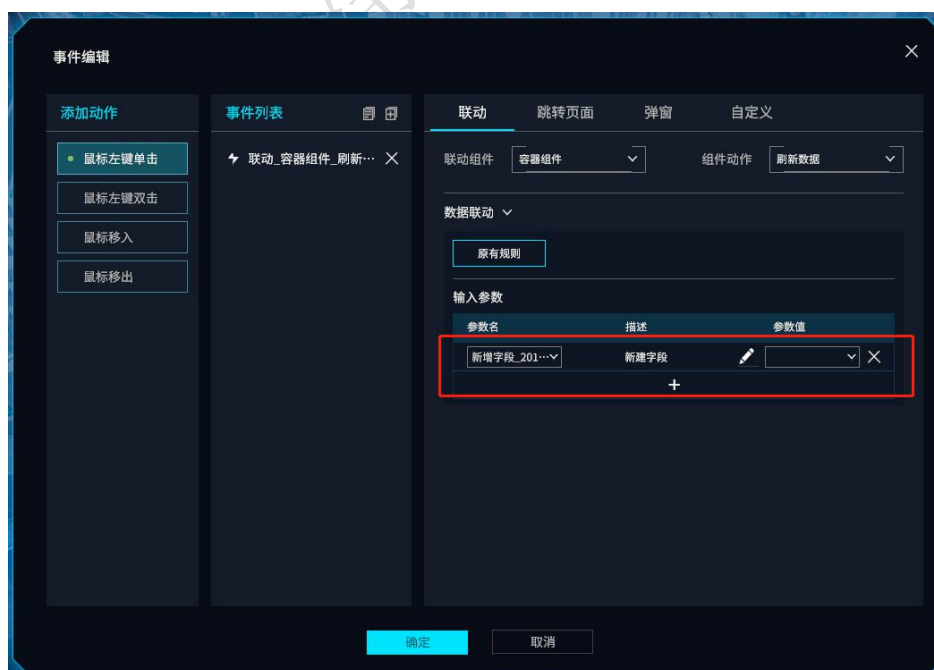 事件编辑
添加动作
鼠标左键单击
鼠标左键双击
鼠标移入
鼠标移出
事件列表
联动_容器组件_刷新…
联动 跳转页面 弹窗 自定义
联动组件 容器组件 组件动作 刷新数据
数据联动
原有规则
输入参数
参数名 描述 参数值
新增字段_201… 新建字段
确定 取消